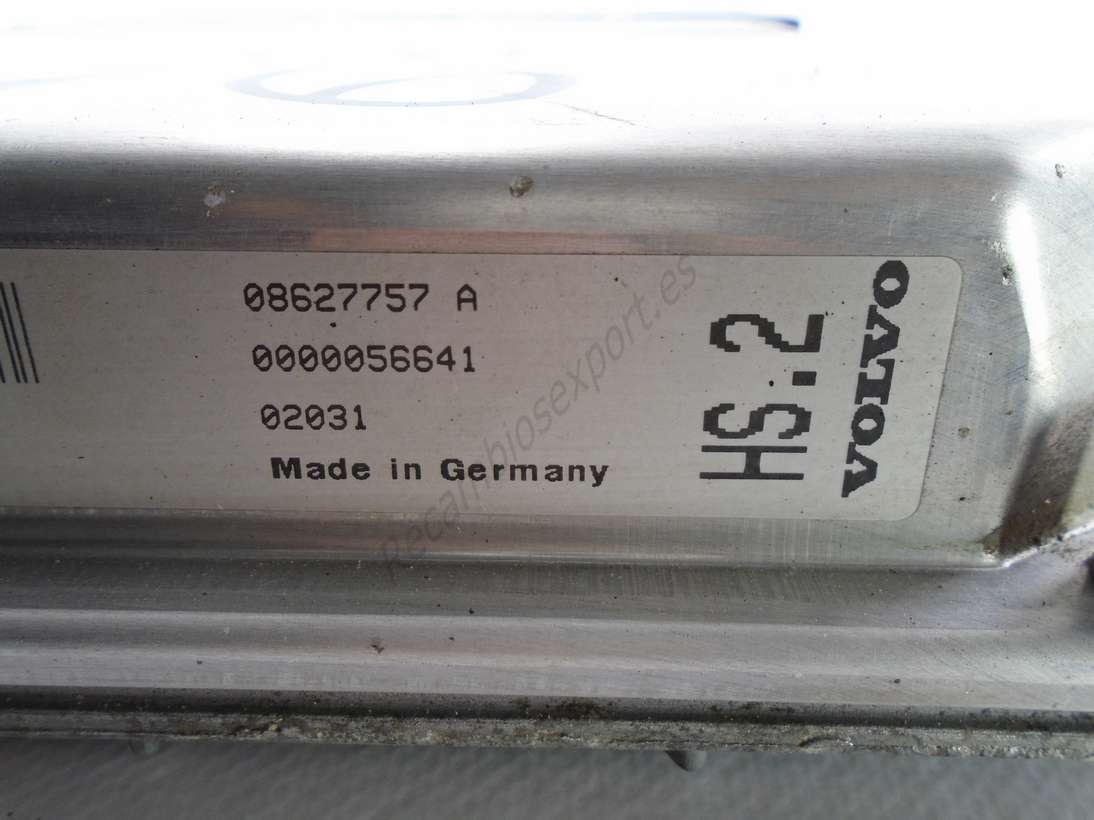 08627757 A
0000056641
02031
Made in Germany
HS.2
VOLVO
Recambiosexport.es